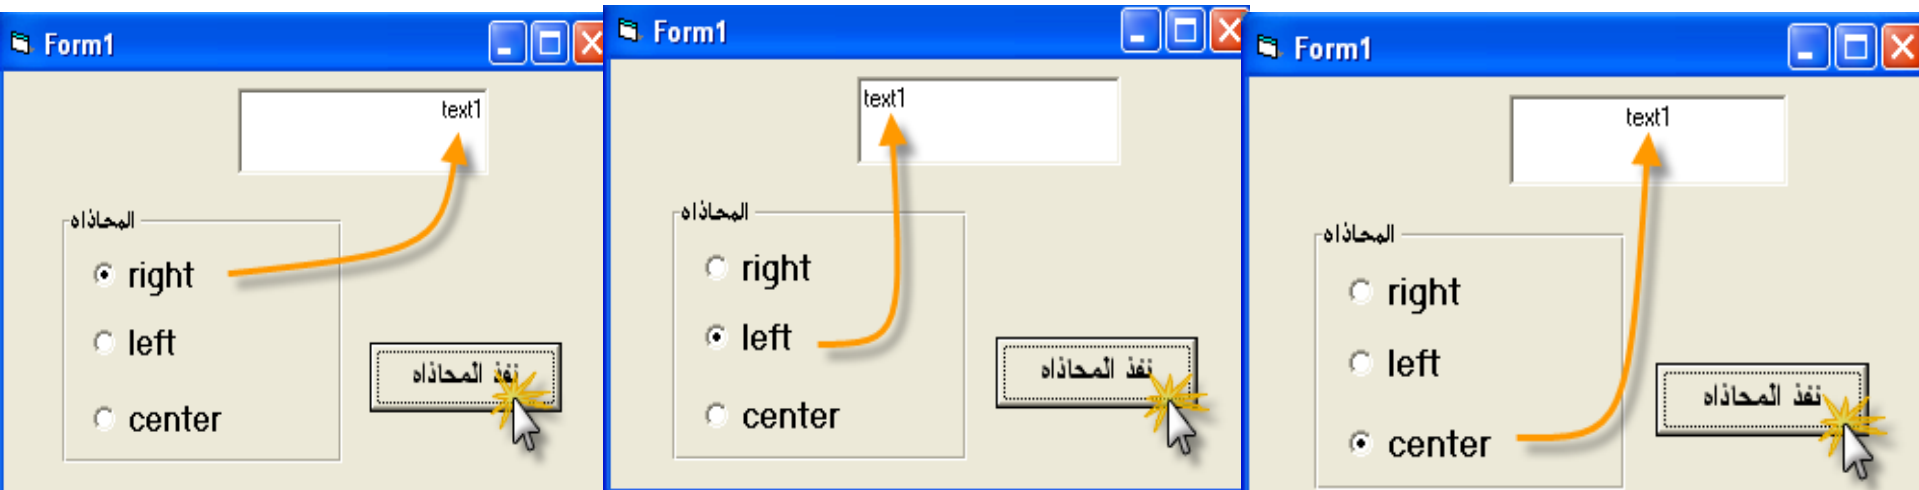 Form1
text1
المحاذاه
right
left
center
نفذ المحاذاه
Form1
text1
المحاذاه
right
left
center
نفذ المحاذاه
Form1
text1
المحاذاه
right
left
center
نفذ المحاذاه